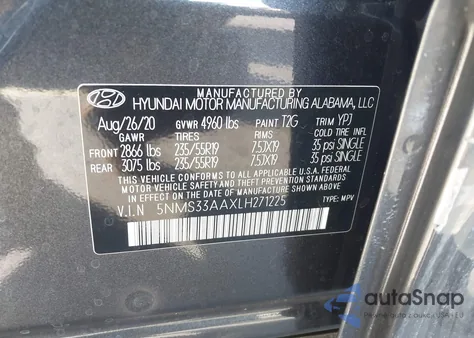 MANUFACTURED BY
HYUNDAI MOTOR MANUFACTURING ALABAMA, LLC
Aug/26/20 GVWR 4960 lbs PAINT T2G TRIM YPJ
GAWR TIRES RIMS COLD TIRE INFL
FRONT 2866 lbs 235/55R19 7.5JX19 35 psi SINGLE
REAR 3075 lbs 235/55R19 7.5JX19 35 psi SINGLE
THIS VEHICLE CONFORMS TO ALL APPLICABLE U.S. FEDERAL
MOTOR VEHICLE SAFETY AND THEFT PREVENTION STANDARDS
IN EFFECT ON THE DATE OF MANUFACTURE SHOWN ABOVE.
V.I.N 5NMS33AAXLH271225 TYPE: MPV
autoSnap